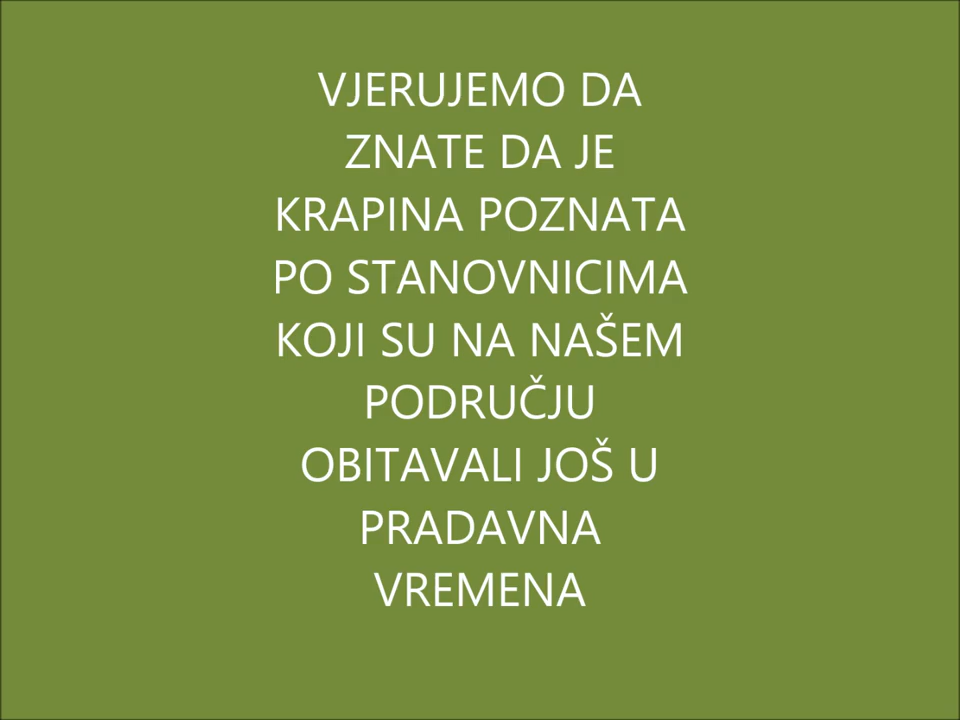 VJERUJEMO DA
ZNATE DA JE
KRAPINA POZNATA
PO STANOVNICIMA
KOJI SU NA NAŠEM
PODRUČJU
OBITAVALI JOŠ U
PRADAVNA
VREMENA